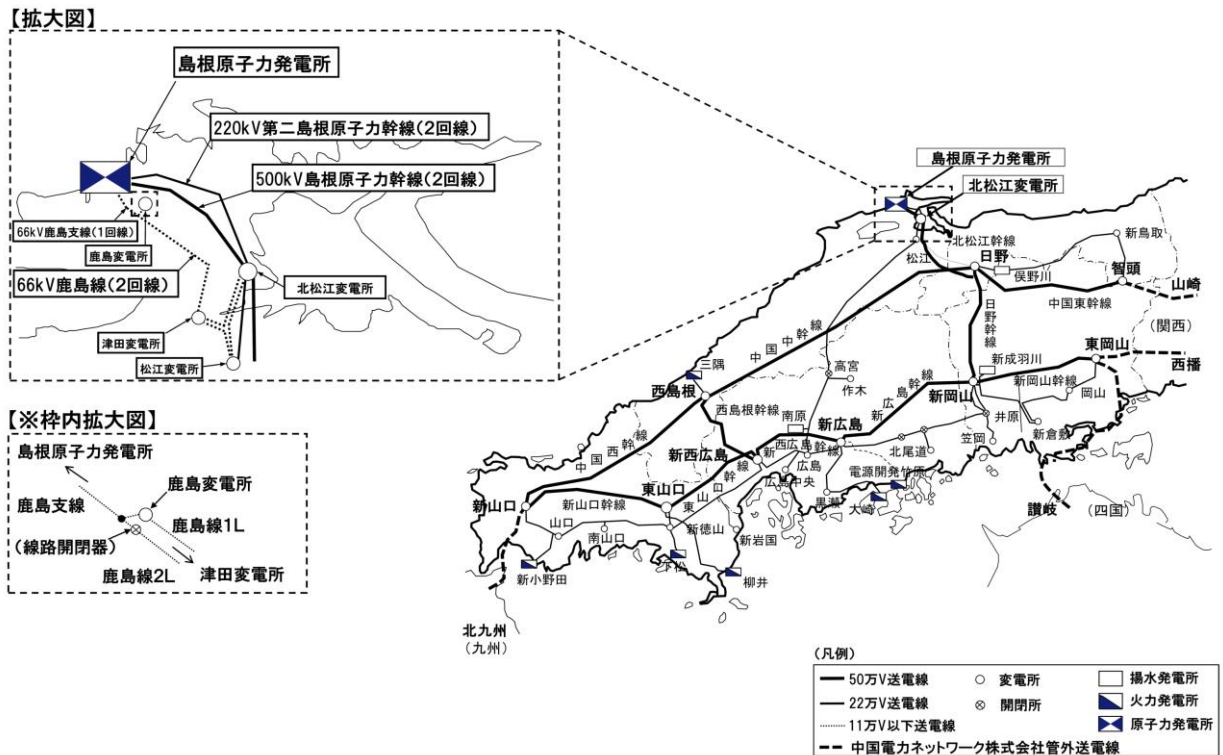 【拡大図】
島根原子力発電所
220kV第二島根原子力幹線(2回線)
500kV島根原子力幹線(2回線)
66kV鹿島支線(1回線)
鹿島変電所
66kV鹿島線(2回線)
北松江変電所
津田変電所
松江変電所
【※枠内拡大図】
島根原子力発電所
鹿島変電所
鹿島支線
鹿島線1L
(線路開閉器)
鹿島線2L
津田変電所
島根原子力発電所
北松江変電所
北松江幹線
松江
日野
俣野川
新鳥取
智頭
山崎
中国東幹線
(関西)
日野幹線
中国中幹線
三隅
高宮
作木
新成羽川
東岡山
西播
西島根
西島根幹線
南原
新広島
新広島幹線
新岡山
新岡山幹線
岡山
井原
笠岡
新倉敷
中国西幹線
新西広島
新西広島幹線
広島
広島中央
北尾道
電源開発竹原
黒瀬
大崎
讃岐
(四国)
東山口
東山口幹線
新山口
新山口幹線
山口
南山口
新徳山
新岩国
新小野田
下松
柳井
北九州
(九州)
(凡例)
50万V送電線
変電所
揚水発電所
22万V送電線
開閉所
火力発電所
11万V以下送電線
原子力発電所
中国電力ネットワーク株式会社管外送電線